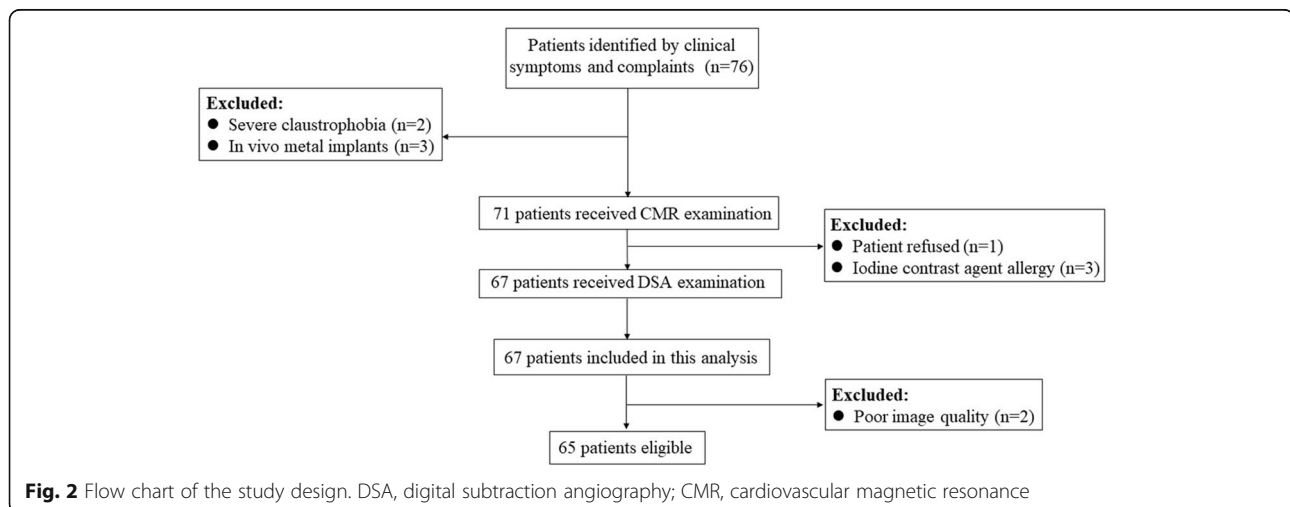 Patients identified by clinical
symptoms and complaints (n=76)
Excluded:
● Severe claustrophobia (n=2)
● In vivo metal implants (n=3)
71 patients received CMR examination
Excluded:
● Patient refused (n=1)
● Iodine contrast agent allergy (n=3)
67 patients received DSA examination
67 patients included in this analysis
Excluded:
● Poor image quality (n=2)
65 patients eligible
Fig. 2 Flow chart of the study design. DSA, digital subtraction angiography; CMR, cardiovascular magnetic resonance